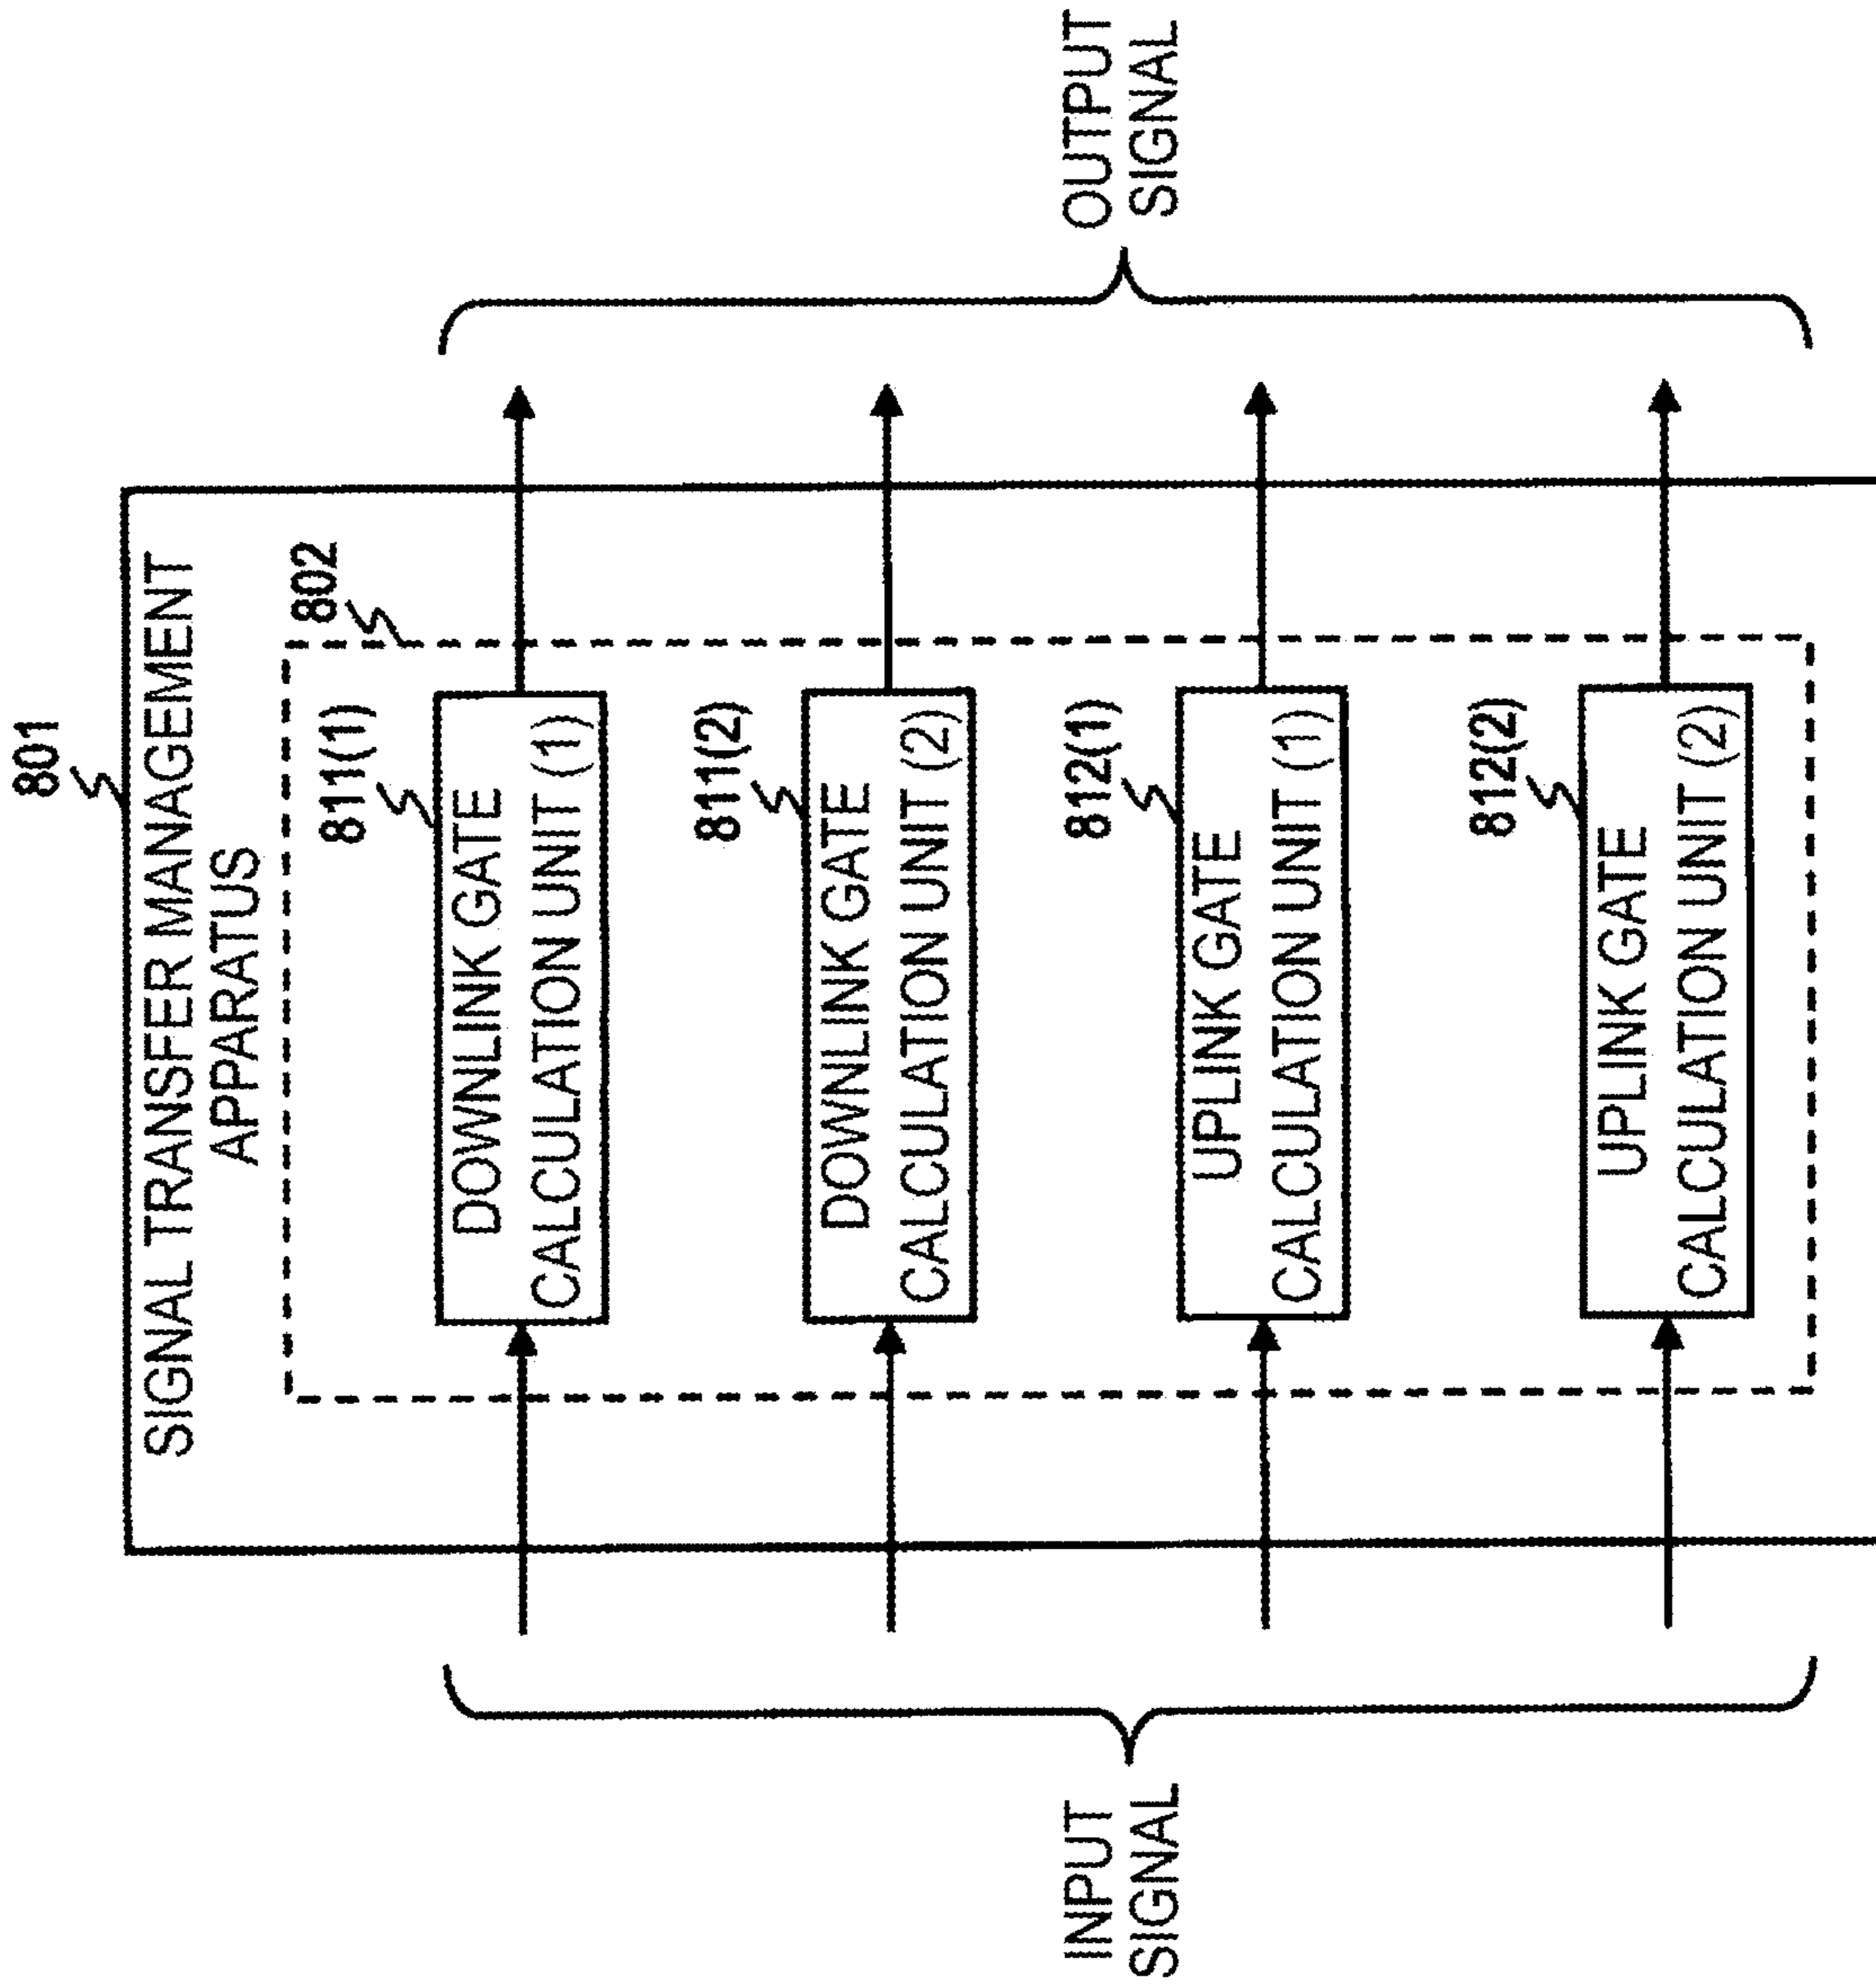 801
SIGNAL TRANSFER MANAGEMENT
APPARATUS
802
811(1)
DOWNLINK GATE
CALCULATION UNIT (1)
811(2)
DOWNLINK GATE
CALCULATION UNIT (2)
812(1)
UPLINK GATE
CALCULATION UNIT (1)
812(2)
UPLINK GATE
CALCULATION UNIT (2)
INPUT
SIGNAL
OUTPUT
SIGNAL